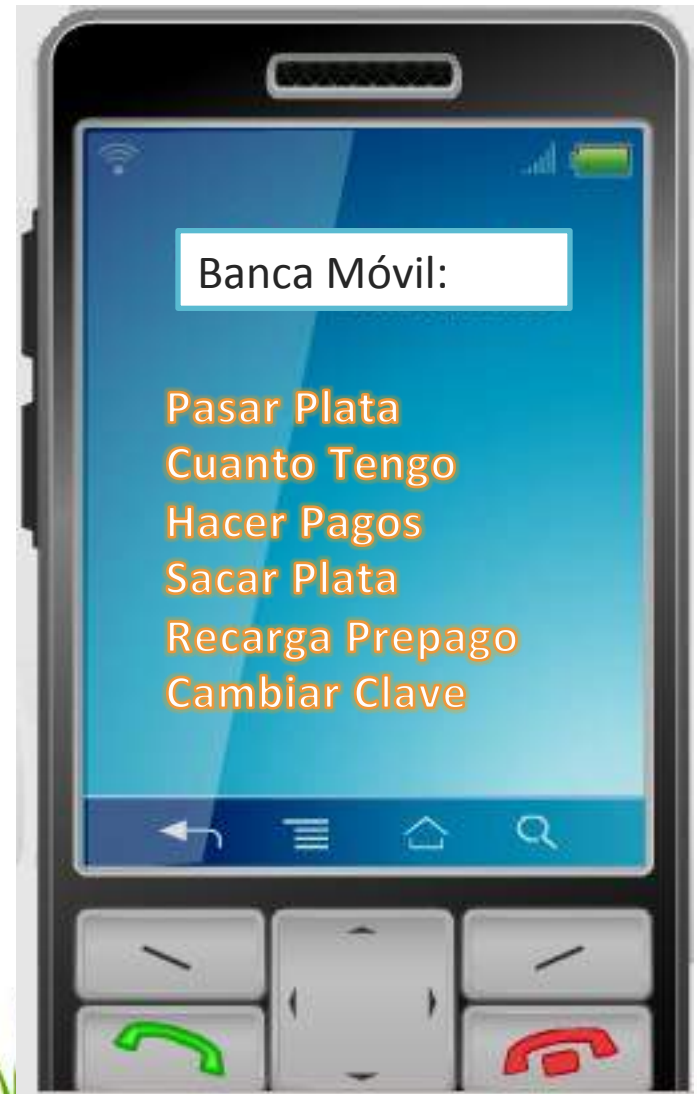 Banca Móvil:
Pasar Plata
Cuanto Tengo
Hacer Pagos
Sacar Plata
Recarga Prepago
Cambiar Clave